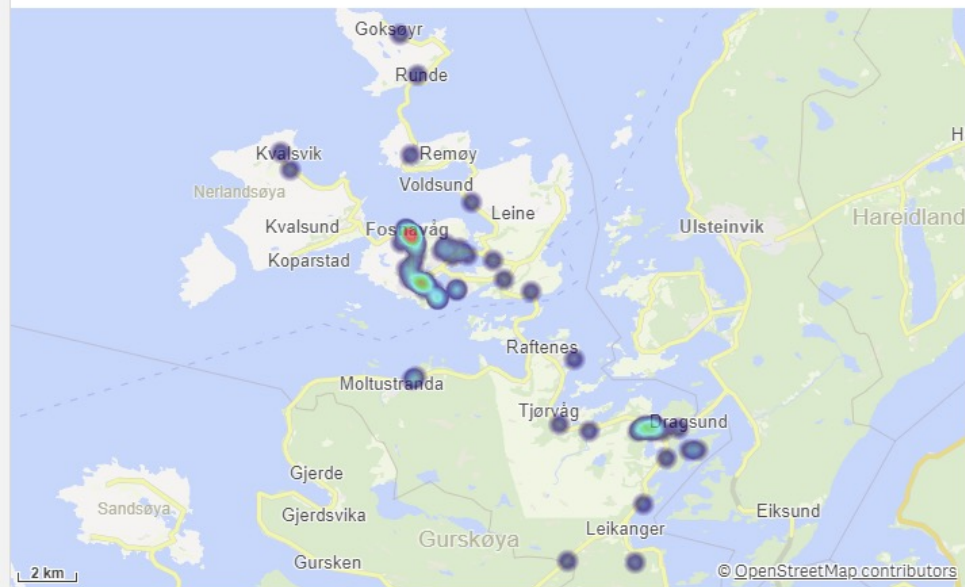 Goksøyr
Runde
Kvalsvik
Remøy
H
Nerlandsøya
Voldsund
Leine
Kvalsund
Fosnavåg
Ulsteinvik
Hareidland
Koparstad
Raftenes
Moltustranda
Tjørvåg
Dragsund
Gjerde
Sandsøya
Gjerdsvika
Eiksund
Leikanger
Gurskøya
Gursken
2 km
© OpenStreetMap contributors